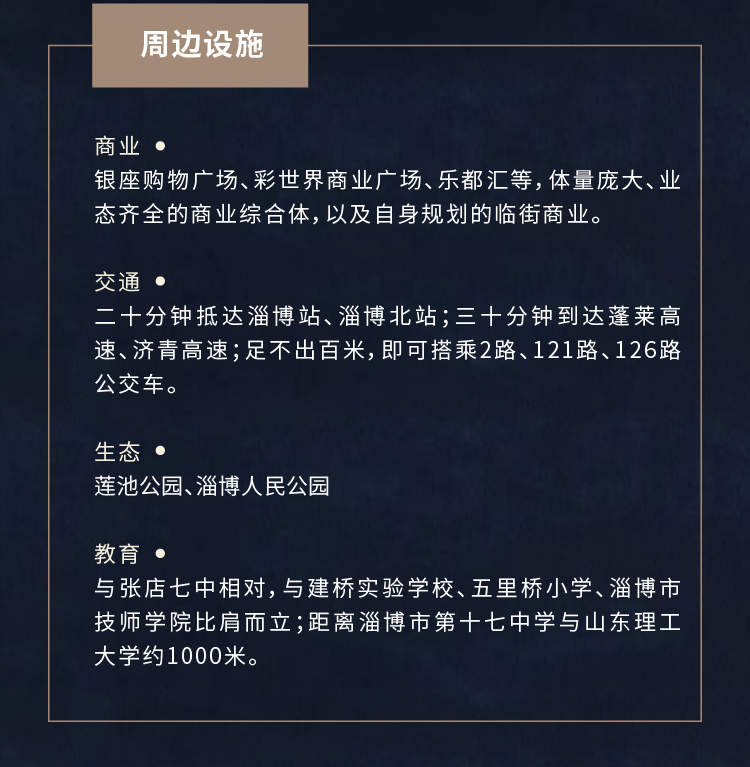 周边设施
商业 ●
银座购物广场、彩世界商业广场、乐都汇等，体量庞大、业
态齐全的商业综合体，以及自身规划的临街商业。
交通 ●
二十分钟抵达淄博站、淄博北站；三十分钟到达蓬莱高
速、济青高速；足不出百米，即可搭乘2路、121路、126路
公交车。
生态 ●
莲池公园、淄博人民公园
教育 ●
与张店七中相对，与建桥实验学校、五里桥小学、淄博市
技师学院比肩而立；距离淄博市第十七中学与山东理工
大学约1000米。